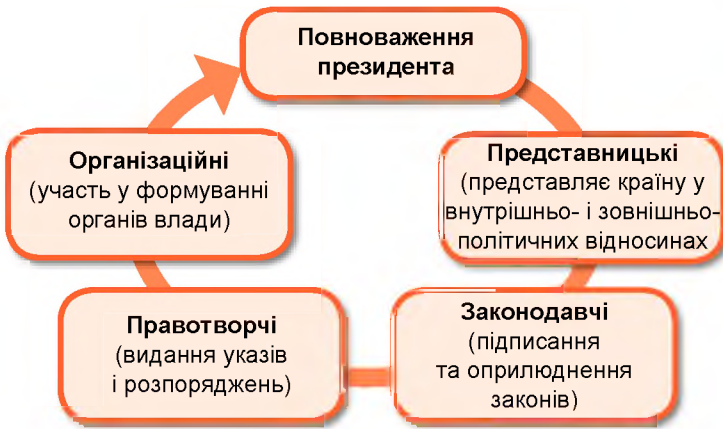 Повноваження
президента
Представницькі
(представляє країну у
внутрішньо- і зовнішньо-
політичних відносинах
Законодавчі
(підписання
та оприлюднення
законів)
Правотворчі
(видання указів
і розпоряджень)
Організаційні
(участь у формуванні
органів влади)